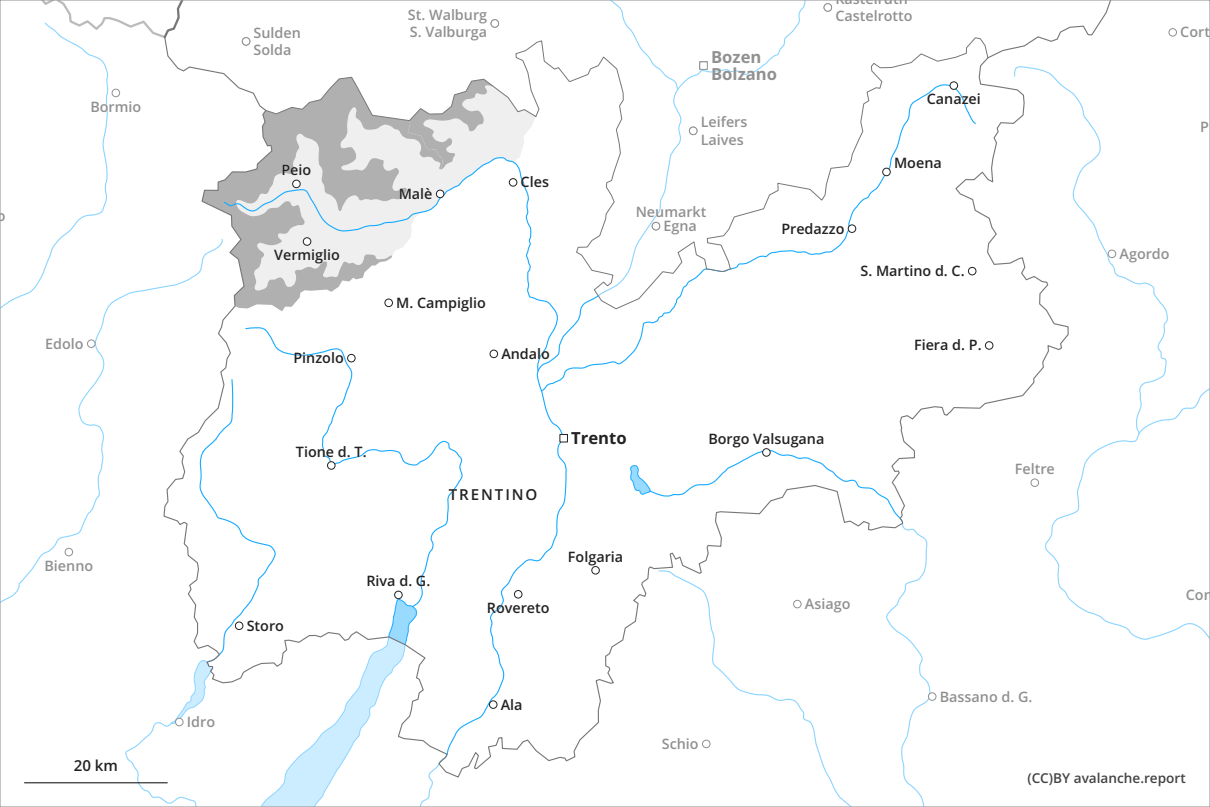 Kastelruth
Castelrotto
St. Walburg
S. Valburga
Sulden
Solda
Cort
Bozen
Bolzano
Bormio
Canazei
Leifers
Laives
P
Moena
Peio
Malè
Cles
Neumarkt
Egna
Predazzo
Vermiglio
Agordo
S. Martino d. C.
M. Campiglio
Edolo
Pinzolo
Andalo
Fiera d. P.
Tione d. T.
Trento
Borgo Valsugana
Feltre
TRENTINO
Bienno
Folgaria
Riva d. G.
Rovereto
Asiago
Cor
Storo
Ala
Bassano d. G.
Idro
Schio
20 km
(CC)BY avalanche.report